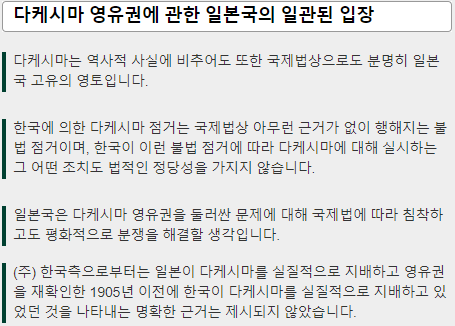 다케시마 영유권에 관한 일본국의 일관된 입장
다케시마는 역사적 사실에 비추어도 또한 국제법상으로도 분명히 일본
국 고유의 영토입니다.
한국에 의한 다케시마 점거는 국제법상 아무런 근거가 없이 행해지는 불
법 점거이며, 한국이 이런 불법 점거에 따라 다케시마에 대해 실시하는
그 어떤 조치도 법적인 정당성을 가지지 않습니다.
일본국은 다케시마 영유권을 둘러싼 문제에 대해 국제법에 따라 침착하
고도 평화적으로 분쟁을 해결할 생각입니다.
(주) 한국측으로부터는 일본이 다케시마를 실질적으로 지배하고 영유권
을 재확인한 1905년 이전에 한국이 다케시마를 실질적으로 지배하고 있
었던 것을 나타내는 명확한 근거는 제시되지 않았습니다.